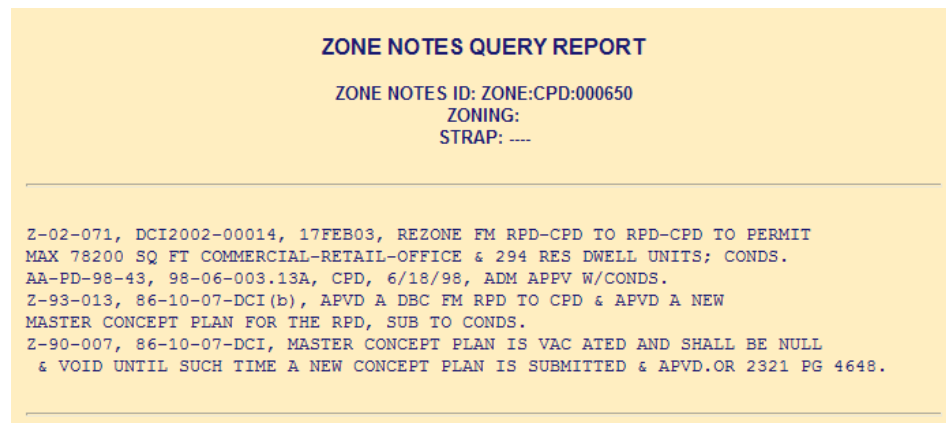 ZONE NOTES QUERY REPORT
ZONE NOTES ID: ZONE:CPD:000650
ZONING:
STRAP: ----
Z-02-071, DCI2002-00014, 17FEB03, REZONE FM RPD-CPD TO RPD-CPD TO PERMIT
MAX 78200 SQ FT COMMERCIAL-RETAIL-OFFICE & 294 RES DWELL UNITS; CONDS.
AA-PD-98-43, 98-06-003.13A, CPD, 6/18/98, ADM APPV W/CONDS.
Z-93-013, 86-10-07-DCI(b), APVD A DBC FM RPD TO CPD & APVD A NEW
MASTER CONCEPT PLAN FOR THE RPD, SUB TO CONDS.
Z-90-007, 86-10-07-DCI, MASTER CONCEPT PLAN IS VAC ATED AND SHALL BE NULL
& VOID UNTIL SUCH TIME A NEW CONCEPT PLAN IS SUBMITTED & APVD.OR 2321 PG 4648.